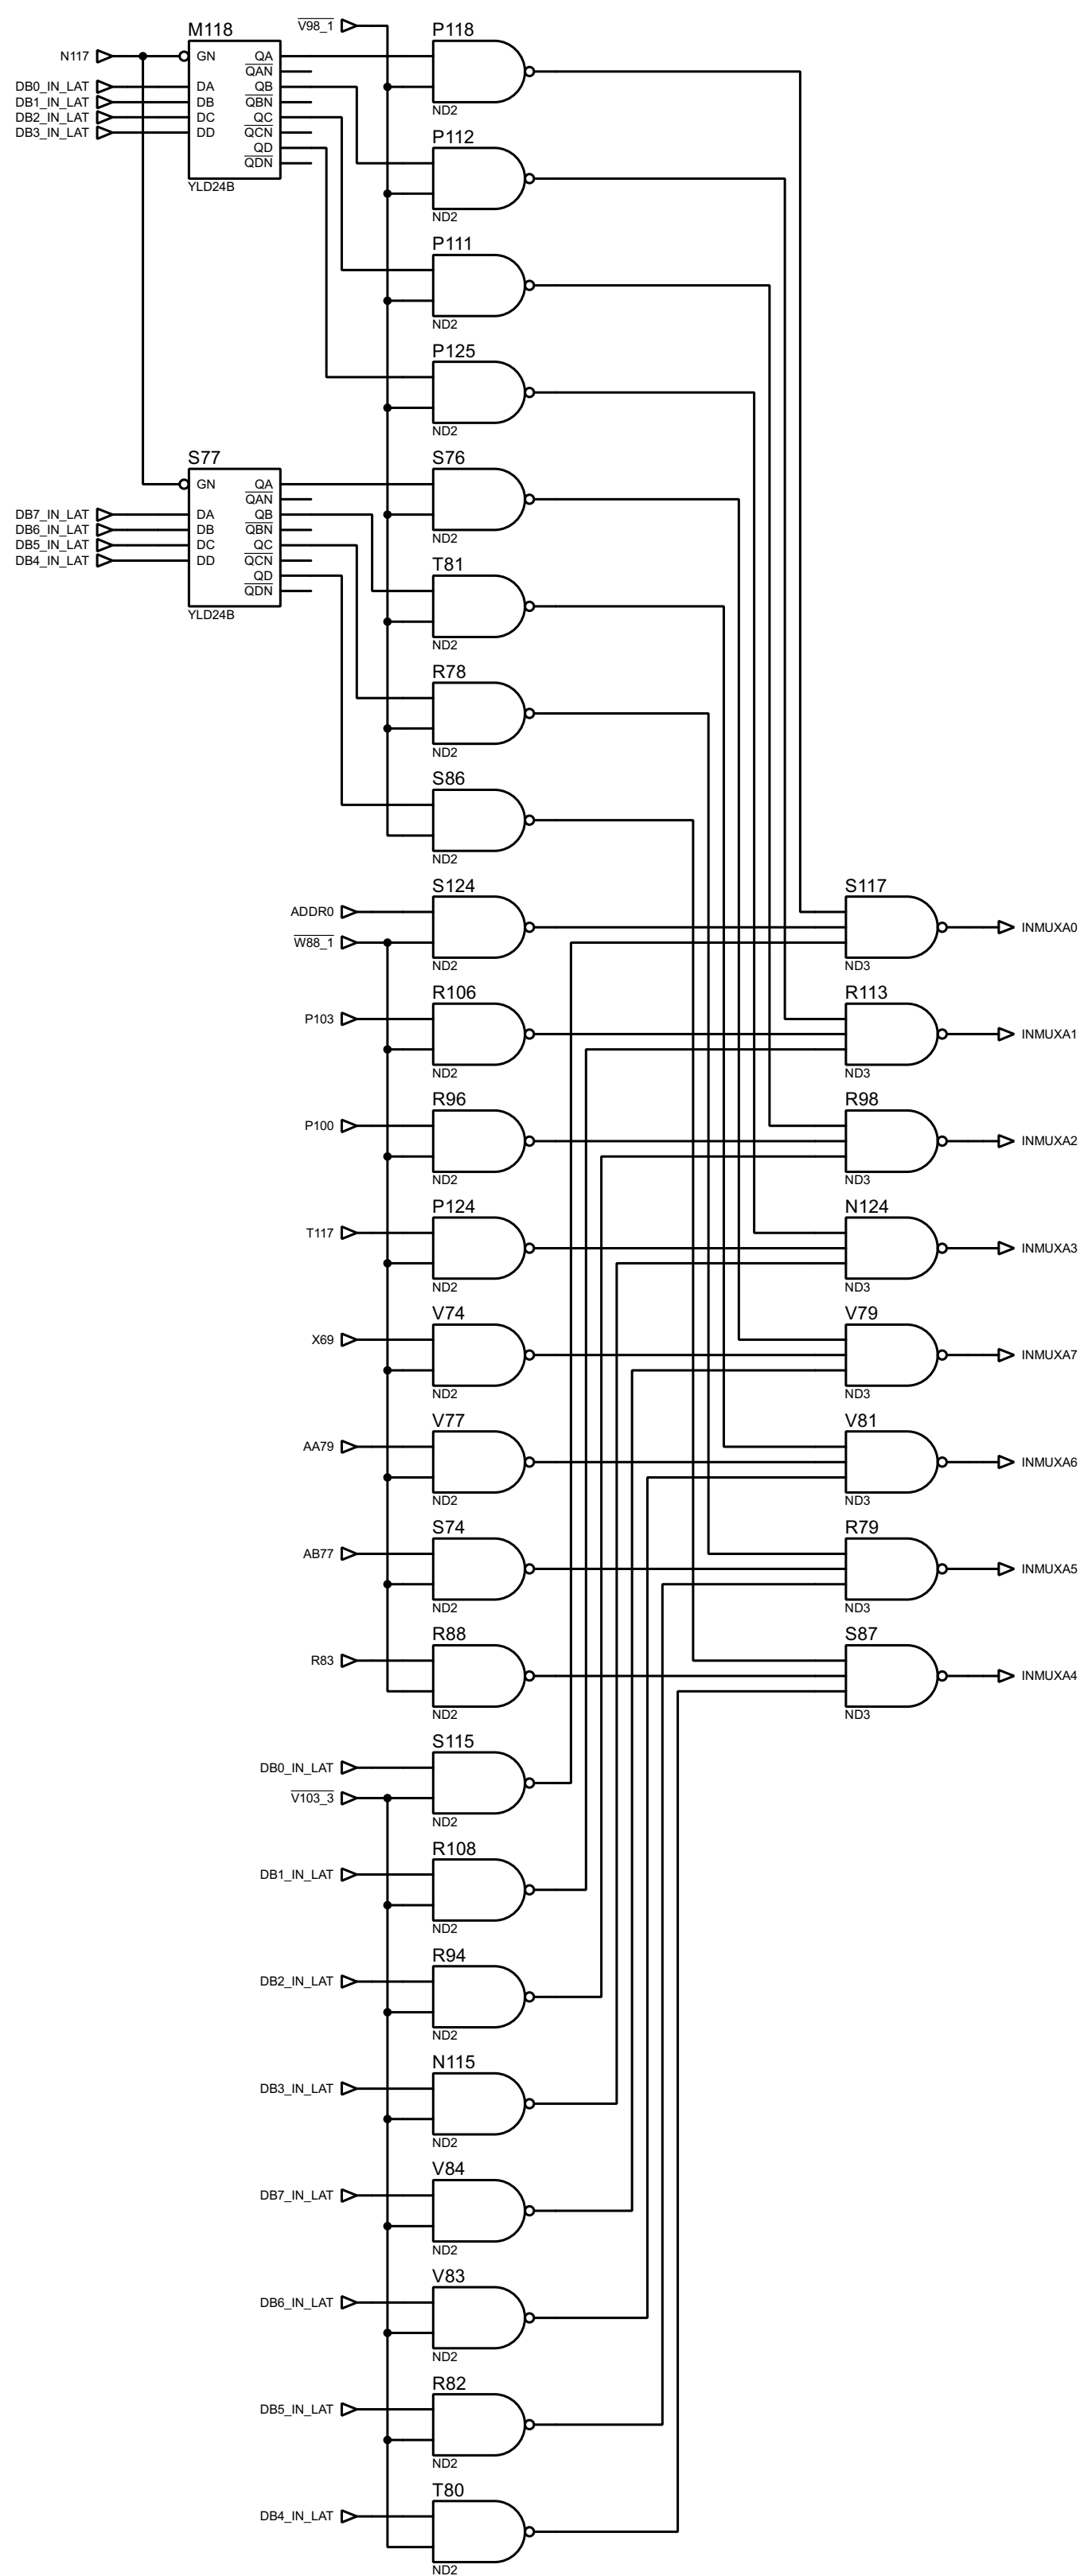 V98_1
M118
P118
N117
GN
QA
QAN
DB0_IN_LAT
DA
QB
DB1_IN_LAT
DB
QBN
DB2_IN_LAT
DC
QC
DB3_IN_LAT
DD
QCN
QD
QDN
YLD24B
ND2
P112
ND2
P111
ND2
P125
ND2
S77
S76
GN
QA
QAN
DB7_IN_LAT
DA
QB
DB6_IN_LAT
DB
QBN
DB5_IN_LAT
DC
QC
DB4_IN_LAT
DD
QCN
QD
QDN
YLD24B
ND2
T81
ND2
R78
ND2
S86
ND2
S124
S117
ADDR0
W88_1
INMUXA0
ND2
ND3
R106
R113
P103
INMUXA1
ND2
ND3
R96
R98
P100
INMUXA2
ND2
ND3
P124
N124
T117
INMUXA3
ND2
ND3
V74
V79
X69
INMUXA7
ND2
ND3
V77
V81
AA79
INMUXA6
ND2
ND3
S74
R79
AB77
INMUXA5
ND2
ND3
R88
S87
R83
INMUXA4
ND2
ND3
S115
DB0_IN_LAT
V103_3
ND2
R108
DB1_IN_LAT
ND2
R94
DB2_IN_LAT
ND2
N115
DB3_IN_LAT
ND2
V84
DB7_IN_LAT
ND2
V83
DB6_IN_LAT
ND2
R82
DB5_IN_LAT
ND2
T80
DB4_IN_LAT
ND2